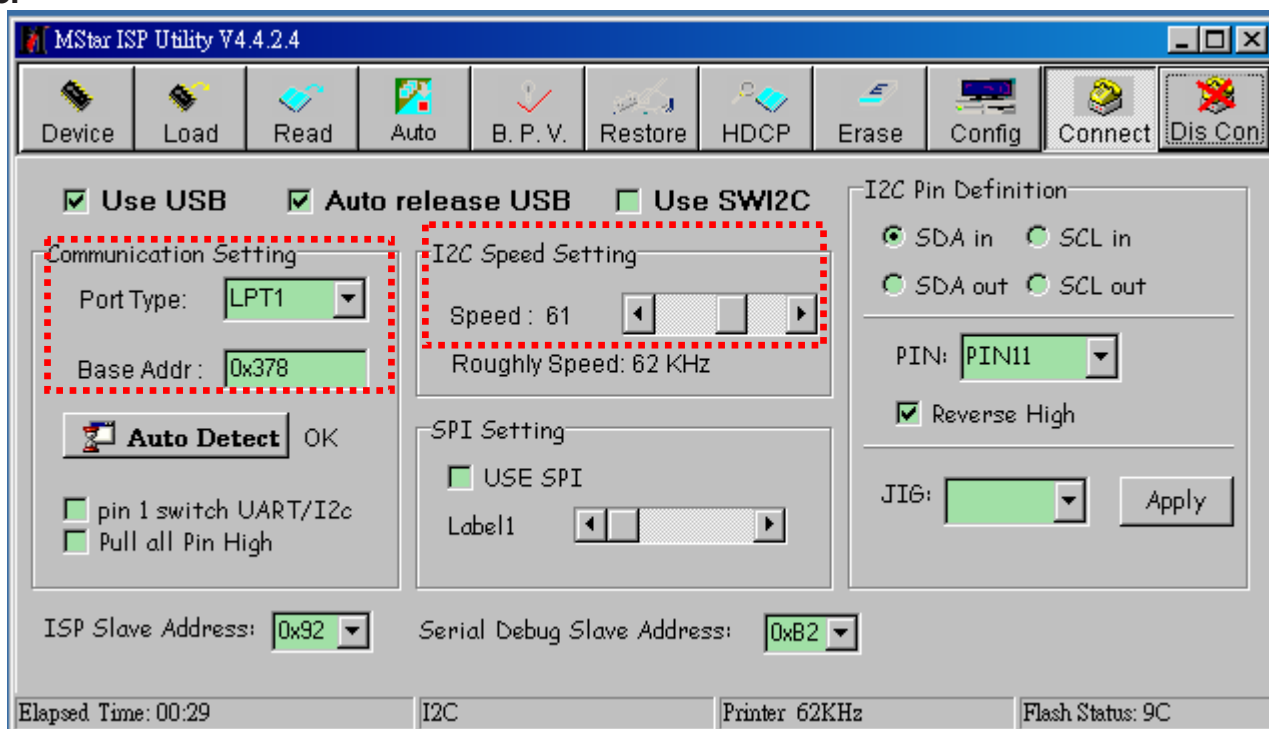 MStar ISP Utility V4.4.2.4
Device Load Read Auto B. P. V. Restore HDCP Erase Config Connect Dis Con
Use USB Auto release USB Use SWI2C
Communication Setting
Port Type: LPT1
Base Addr : 0x378
Auto Detect OK
pin 1 switch UART/I2c
Pull all Pin High
I2C Speed Setting
Speed : 61
Roughly Speed: 62 KHz
SPI Setting
USE SPI
Label1
I2C Pin Definition
SDA in SCL in
SDA out SCL out
PIN: PIN11
Reverse High
JIG: Apply
ISP Slave Address: 0x92 Serial Debug Slave Address: 0xB2
Elapsed Time: 00:29 I2C Printer 62KHz Flash Status: 9C